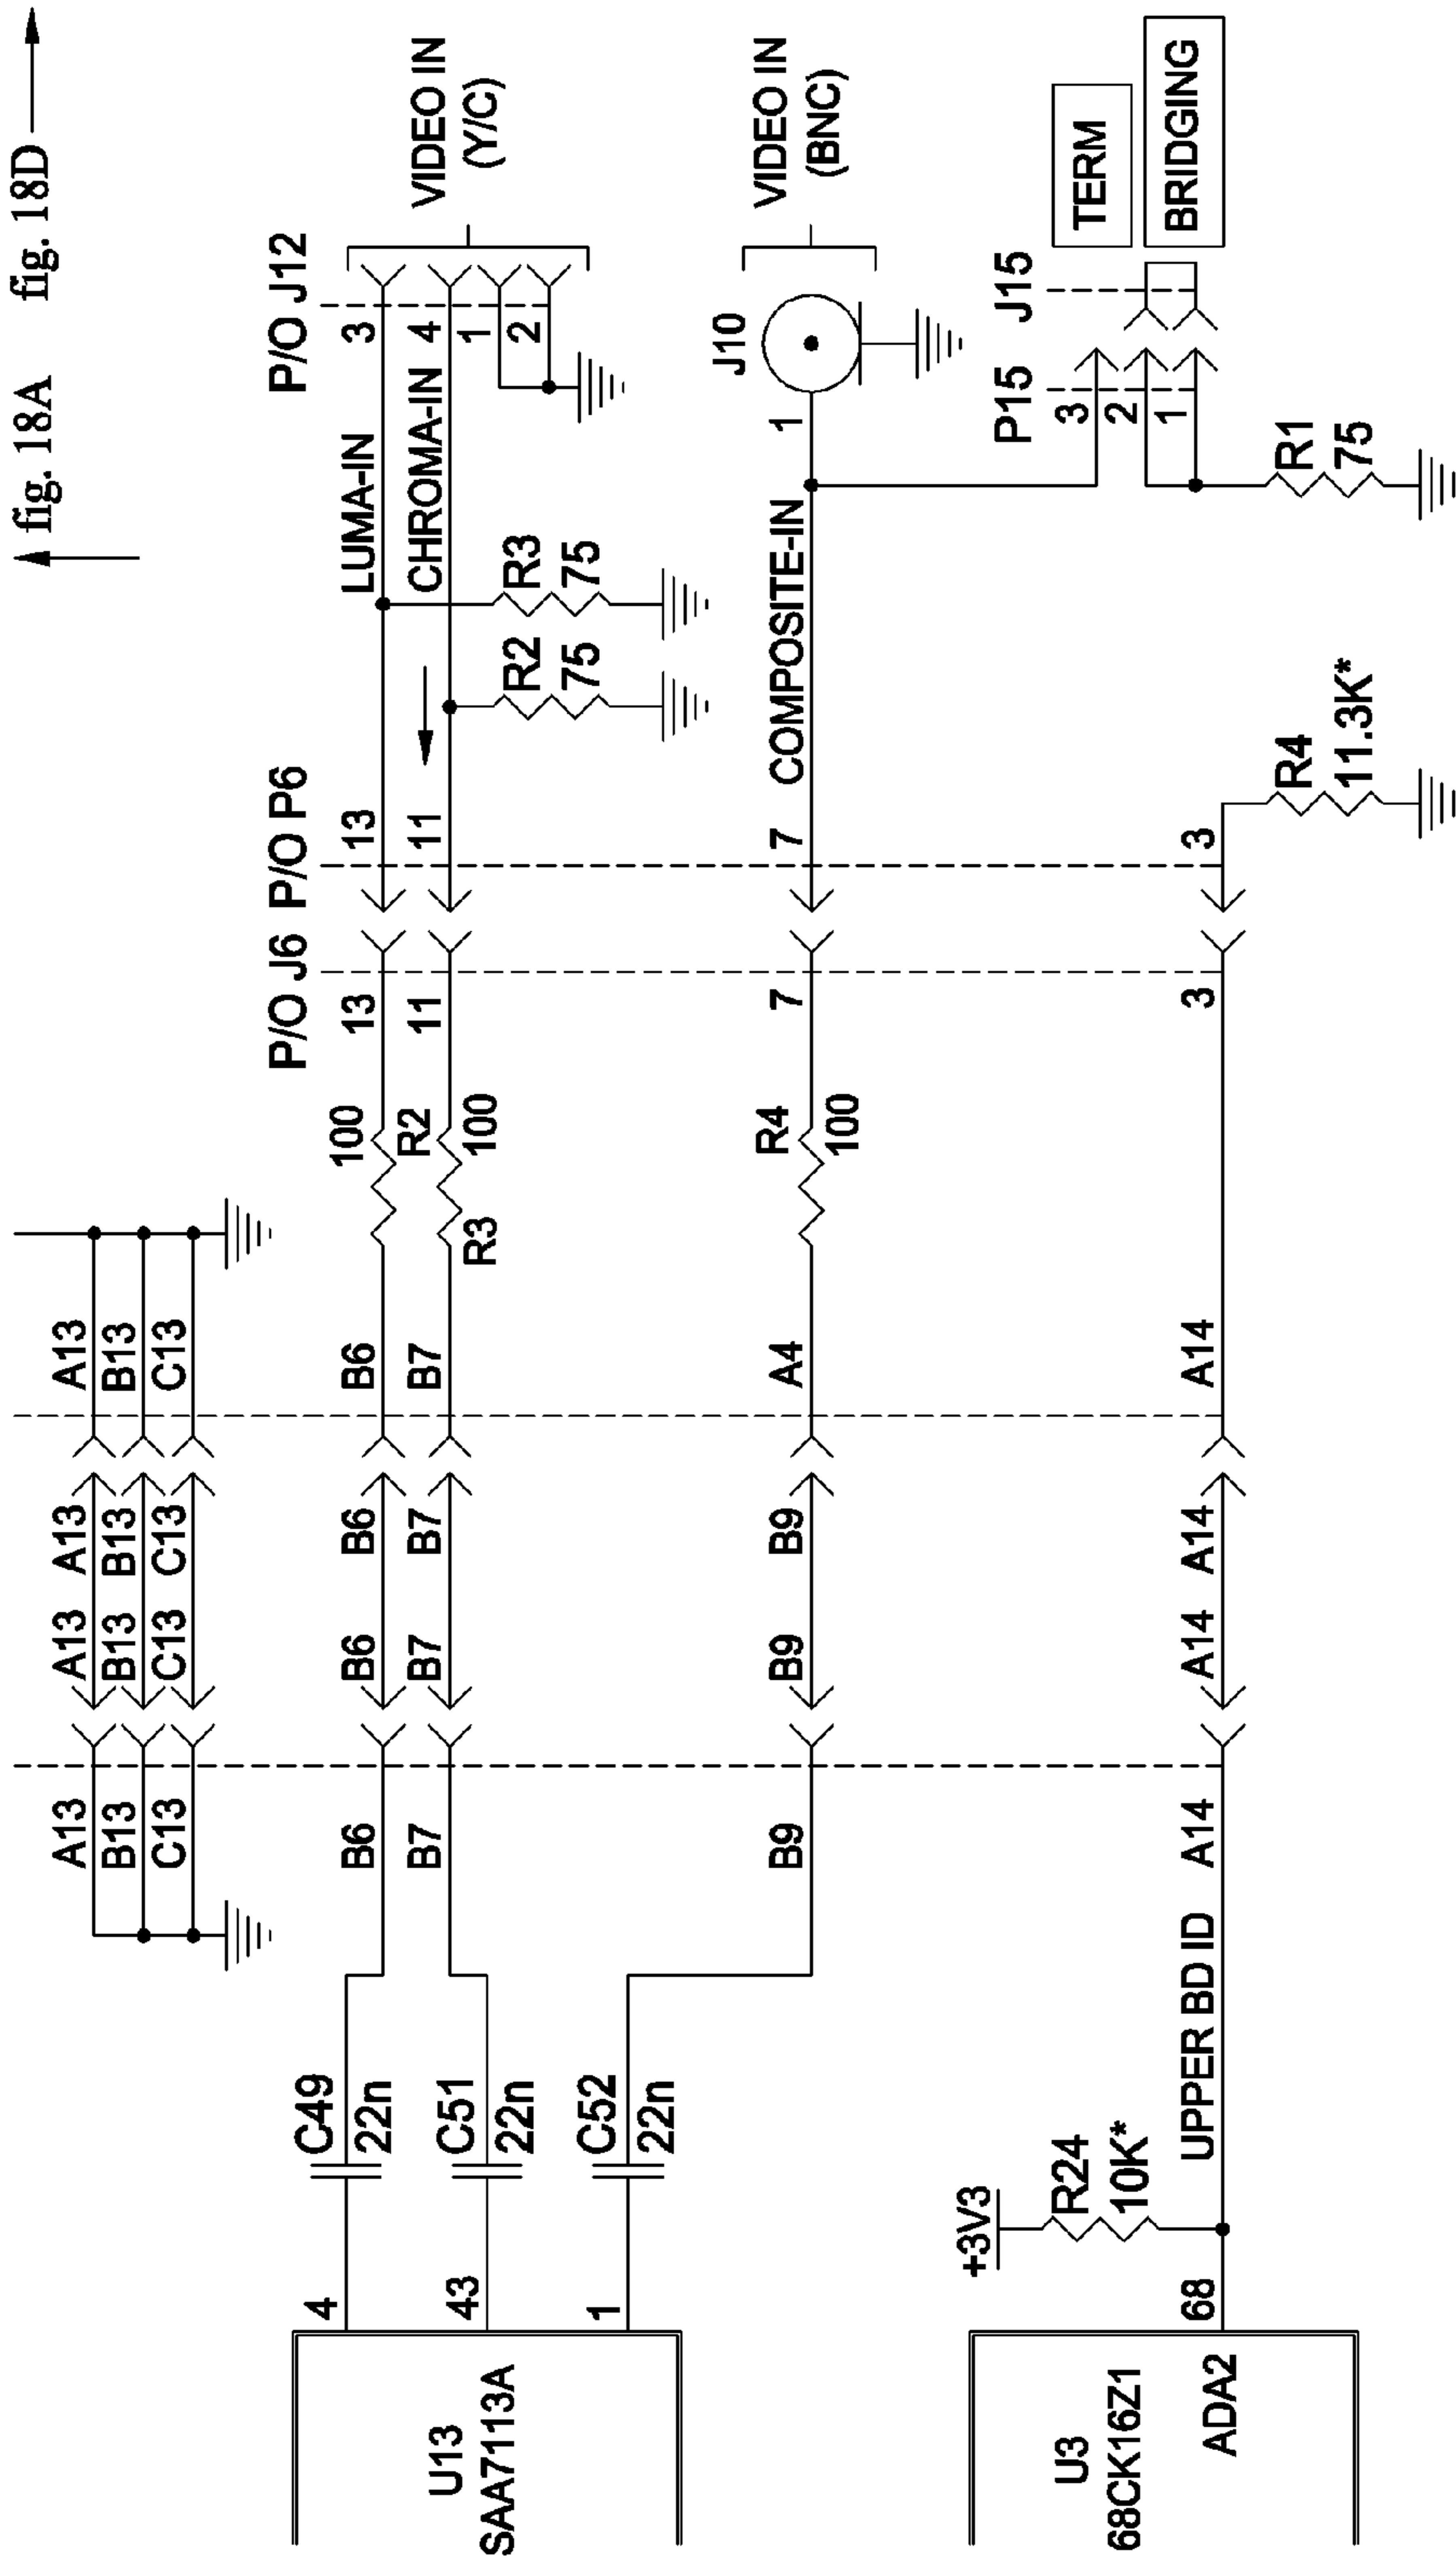 fig. 18A
fig. 18D
A13
A13
A13
A13
B13
B13
B13
B13
C13
C13
C13
C13
P/O J6
P/O P6
P/O J12
C49
22n
4
B6
B6
B6
B6
100
R2
13
13
LUMA-IN
3
C51
22n
43
B7
B7
B7
B7
100
R3
11
11
CHROMA-IN
4
1
2
VIDEO IN
(Y/C)
R2
75
R3
75
C52
22n
1
B9
B9
B9
A4
R4
100
7
7
COMPOSITE-IN
1
J10
VIDEO IN
(BNC)
U13
SAA7113A
P15
J15
3
2
1
TERM
BRIDGING
R1
75
+3V3
R24
10K*
U3
68CK16Z1
ADA2
68
UPPER BD ID
A14
A14
A14
A14
3
3
R4
11.3K*